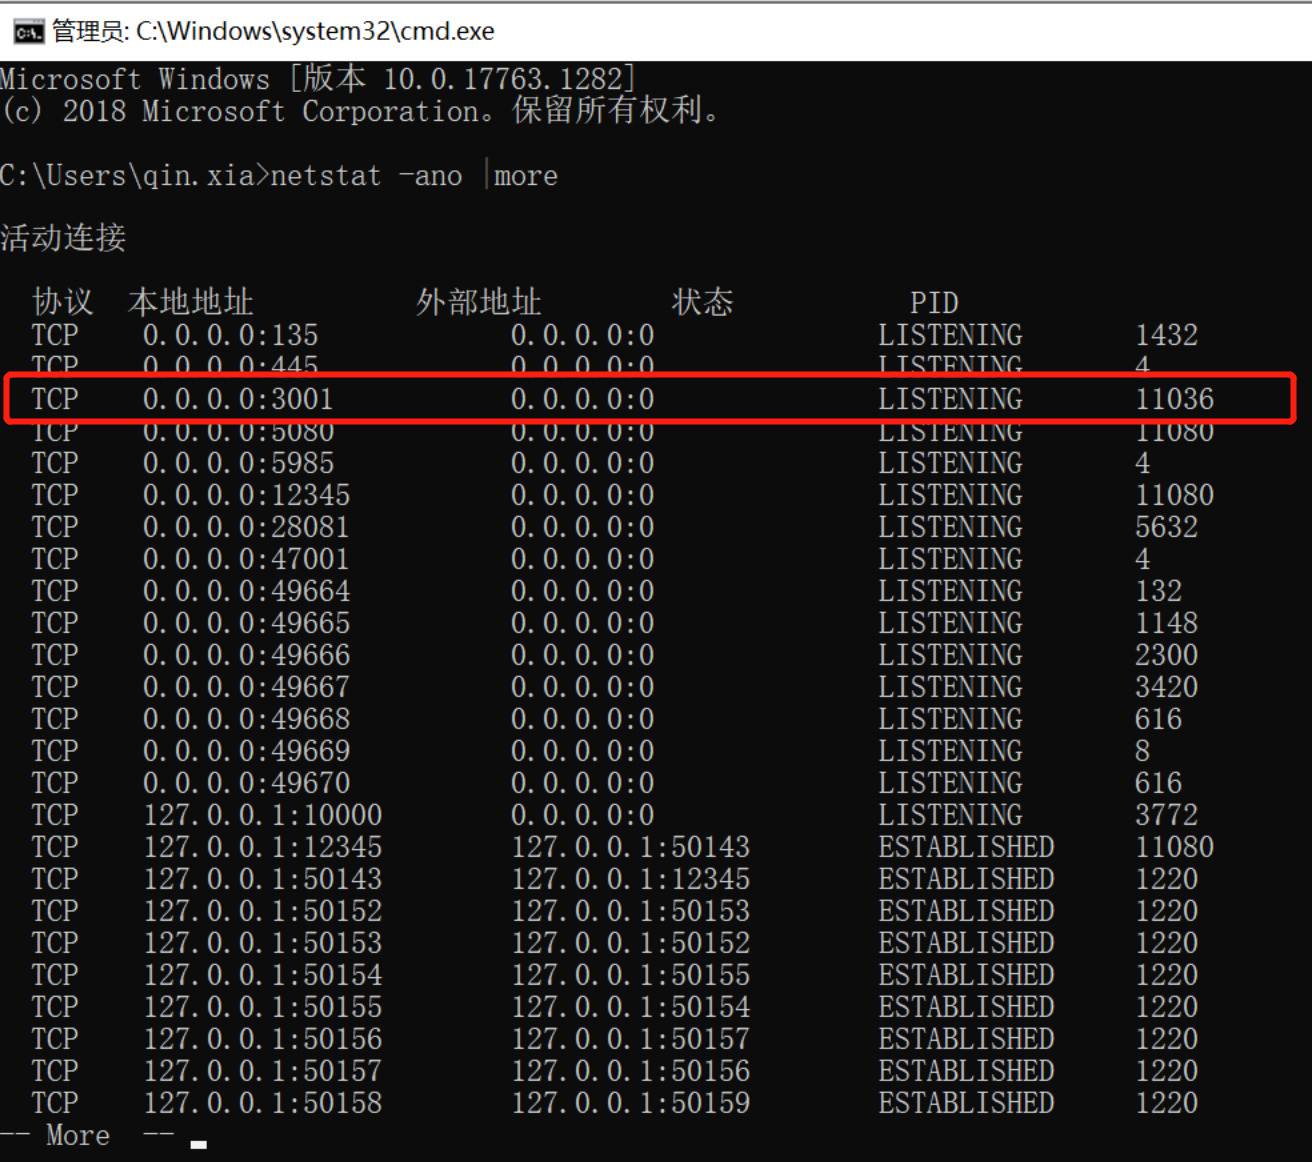 管理员: C:\Windows\system32\cmd.exe
Microsoft Windows [版本 10.0.17763.1282]
(c) 2018 Microsoft Corporation。保留所有权利。
C:\Users\qin.xia>netstat -ano |more
活动连接
协议 本地地址 外部地址 状态 PID
TCP 0.0.0.0:135 0.0.0.0:0 LISTENING 1432
TCP 0.0.0.0:445 0.0.0.0:0 LISTENING 4
TCP 0.0.0.0:3001 0.0.0.0:0 LISTENING 11036
TCP 0.0.0.0:5080 0.0.0.0:0 LISTENING 11080
TCP 0.0.0.0:5985 0.0.0.0:0 LISTENING 4
TCP 0.0.0.0:12345 0.0.0.0:0 LISTENING 11080
TCP 0.0.0.0:28081 0.0.0.0:0 LISTENING 5632
TCP 0.0.0.0:47001 0.0.0.0:0 LISTENING 4
TCP 0.0.0.0:49664 0.0.0.0:0 LISTENING 132
TCP 0.0.0.0:49665 0.0.0.0:0 LISTENING 1148
TCP 0.0.0.0:49666 0.0.0.0:0 LISTENING 2300
TCP 0.0.0.0:49667 0.0.0.0:0 LISTENING 3420
TCP 0.0.0.0:49668 0.0.0.0:0 LISTENING 616
TCP 0.0.0.0:49669 0.0.0.0:0 LISTENING 8
TCP 0.0.0.0:49670 0.0.0.0:0 LISTENING 616
TCP 127.0.0.1:10000 0.0.0.0:0 LISTENING 3772
TCP 127.0.0.1:12345 127.0.0.1:50143 ESTABLISHED 11080
TCP 127.0.0.1:50143 127.0.0.1:12345 ESTABLISHED 1220
TCP 127.0.0.1:50152 127.0.0.1:50153 ESTABLISHED 1220
TCP 127.0.0.1:50153 127.0.0.1:50152 ESTABLISHED 1220
TCP 127.0.0.1:50154 127.0.0.1:50155 ESTABLISHED 1220
TCP 127.0.0.1:50155 127.0.0.1:50154 ESTABLISHED 1220
TCP 127.0.0.1:50156 127.0.0.1:50157 ESTABLISHED 1220
TCP 127.0.0.1:50157 127.0.0.1:50156 ESTABLISHED 1220
TCP 127.0.0.1:50158 127.0.0.1:50159 ESTABLISHED 1220
-- More --